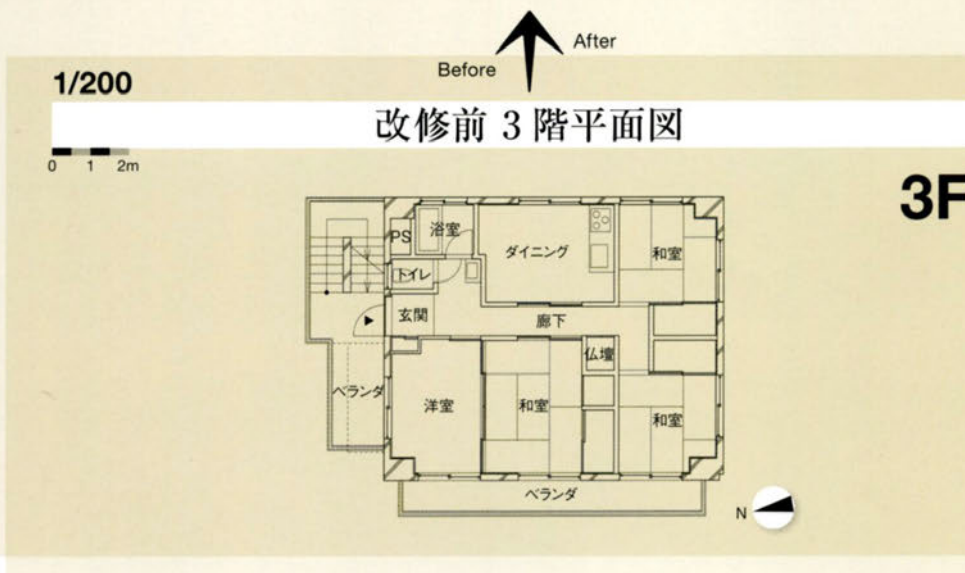 After
Before
1/200
改修前 3階平面図
0 1 2m
3F
PS
浴室
ダイニング
和室
トイレ
玄関
廊下
仏壇
ベランダ
洋室
和室
和室
ベランダ
N